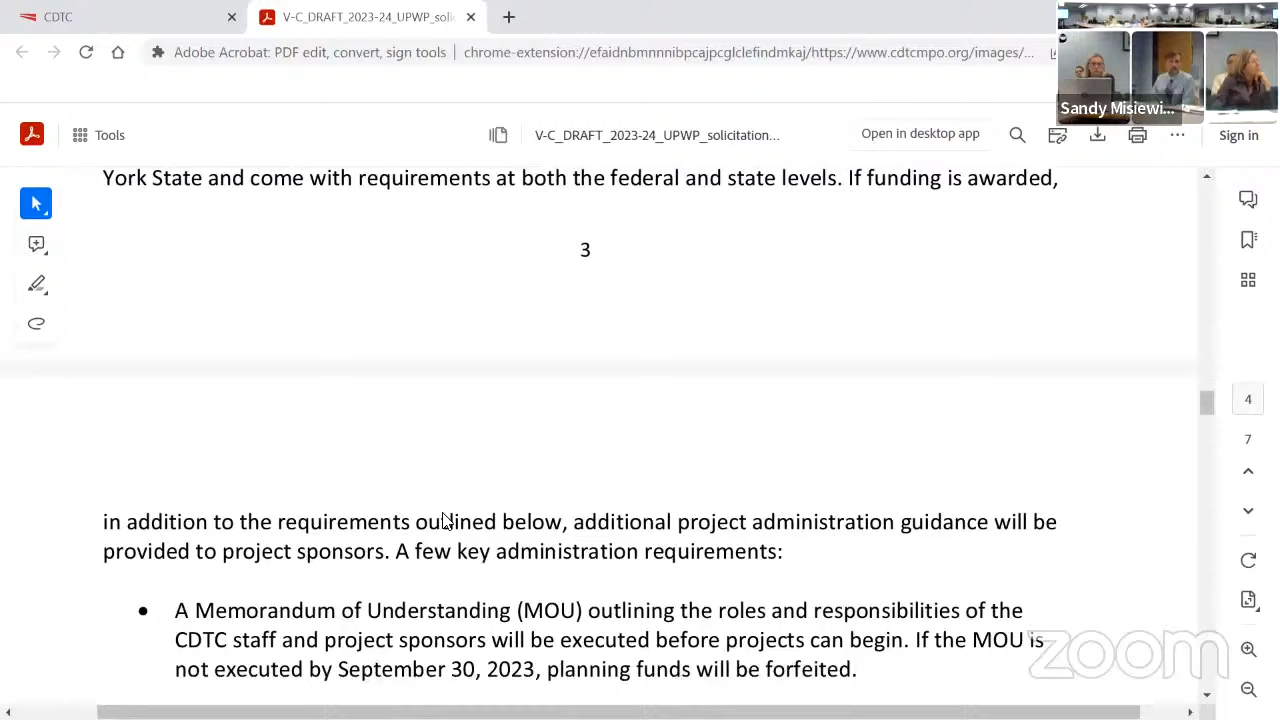 CDTC
V-C_DRAFT_2023-24_UPWP_solic
Adobe Acrobat: PDF edit, convert, sign tools
chrome-extension://efaidnbmnnnibpcajpcglclefindmkaj/https://www.cdtcmpo.org/images/...
Sandy Misiewi...
Tools
V-C_DRAFT_2023-24_UPWP_solicitation...
Open in desktop app
Sign in
York State and come with requirements at both the federal and state levels. If funding is awarded,
3
4
7
in addition to the requirements outlined below, additional project administration guidance will be
provided to project sponsors. A few key administration requirements:
• A Memorandum of Understanding (MOU) outlining the roles and responsibilities of the
CDTC staff and project sponsors will be executed before projects can begin. If the MOU is
not executed by September 30, 2023, planning funds will be forfeited.
zoom